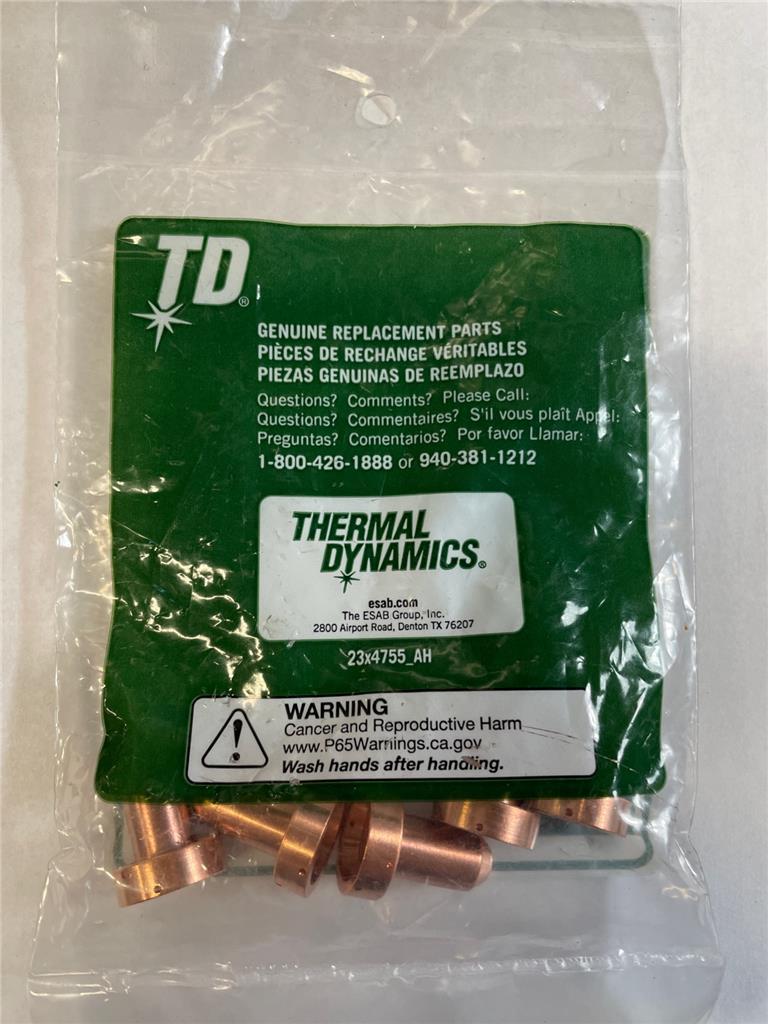 TD®
GENUINE REPLACEMENT PARTS
PIÈCES DE RECHANGE VÉRITABLES
PIEZAS GENUINAS DE REEMPLAZO
Questions? Comments? Please Call:
Questions? Commentaires? S'il vous plaît Appel:
Preguntas? Comentarios? Por favor Llamar:
1-800-426-1888 or 940-381-1212
THERMAL
DYNAMICS®
esab.com
The ESAB Group, Inc.
2800 Airport Road, Denton TX 76207
23x4755_AH
! WARNING
Cancer and Reproductive Harm
www.P65Warnings.ca.gov
Wash hands after handling.